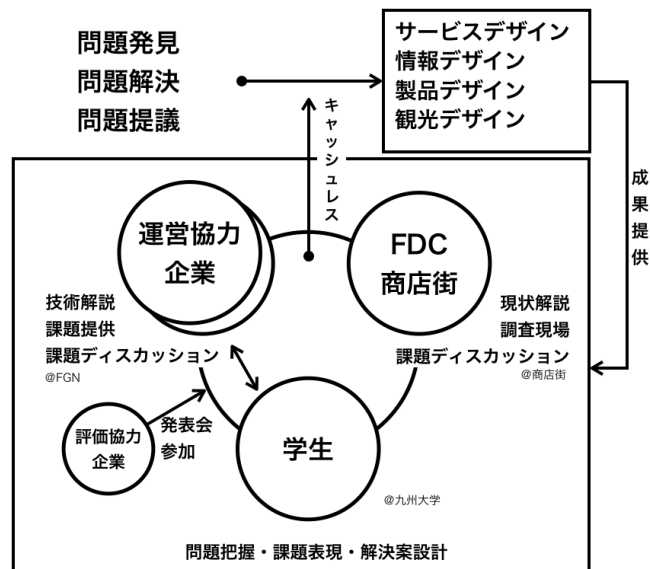 問題発見
問題解決
問題提議
サービスデザイン
情報デザイン
製品デザイン
観光デザイン
キャッシュレス
成果提供
運営協力
企業
FDC
商店街
技術解説
課題提供
課題ディスカッション
@FGN
現状解説
調査現場
課題ディスカッション
@商店街
評価協力
企業
発表会
参加
学生
@九州大学
問題把握・課題表現・解決案設計